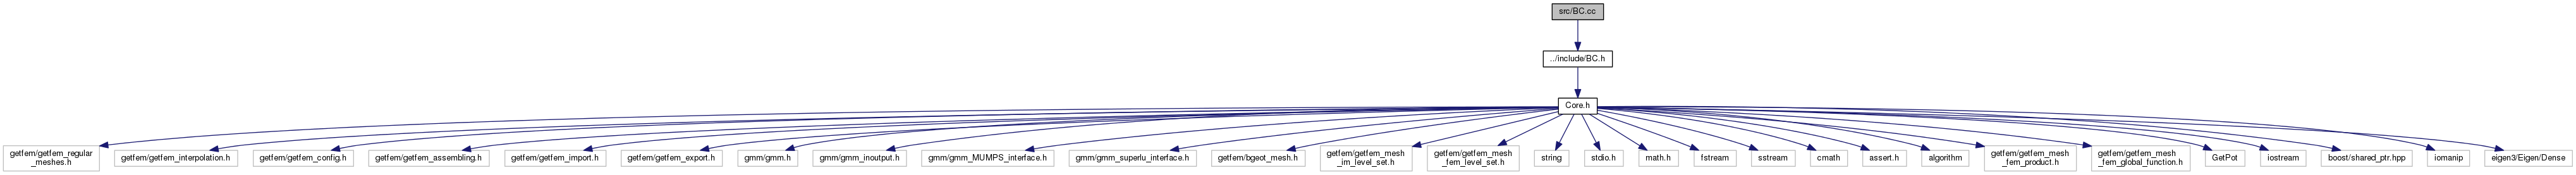 src/BC.cc
../include/BC.h
Core.h
getfem/getfem_regular
_meshes.h
getfem/getfem_interpolation.h
getfem/getfem_config.h
getfem/getfem_assembling.h
getfem/getfem_import.h
getfem/getfem_export.h
gmm/gmm.h
gmm/gmm_inoutput.h
gmm/gmm_MUMPS_interface.h
gmm/gmm_superlu_interface.h
getfem/bgeot_mesh.h
getfem/getfem_mesh
_im_level_set.h
getfem/getfem_mesh
_fem_level_set.h
string
stdio.h
math.h
fstream
sstream
cmath
assert.h
algorithm
getfem/getfem_mesh
_fem_product.h
getfem/getfem_mesh
_fem_global_function.h
GetPot
iostream
boost/shared_ptr.hpp
iomanip
eigen3/Eigen/Dense